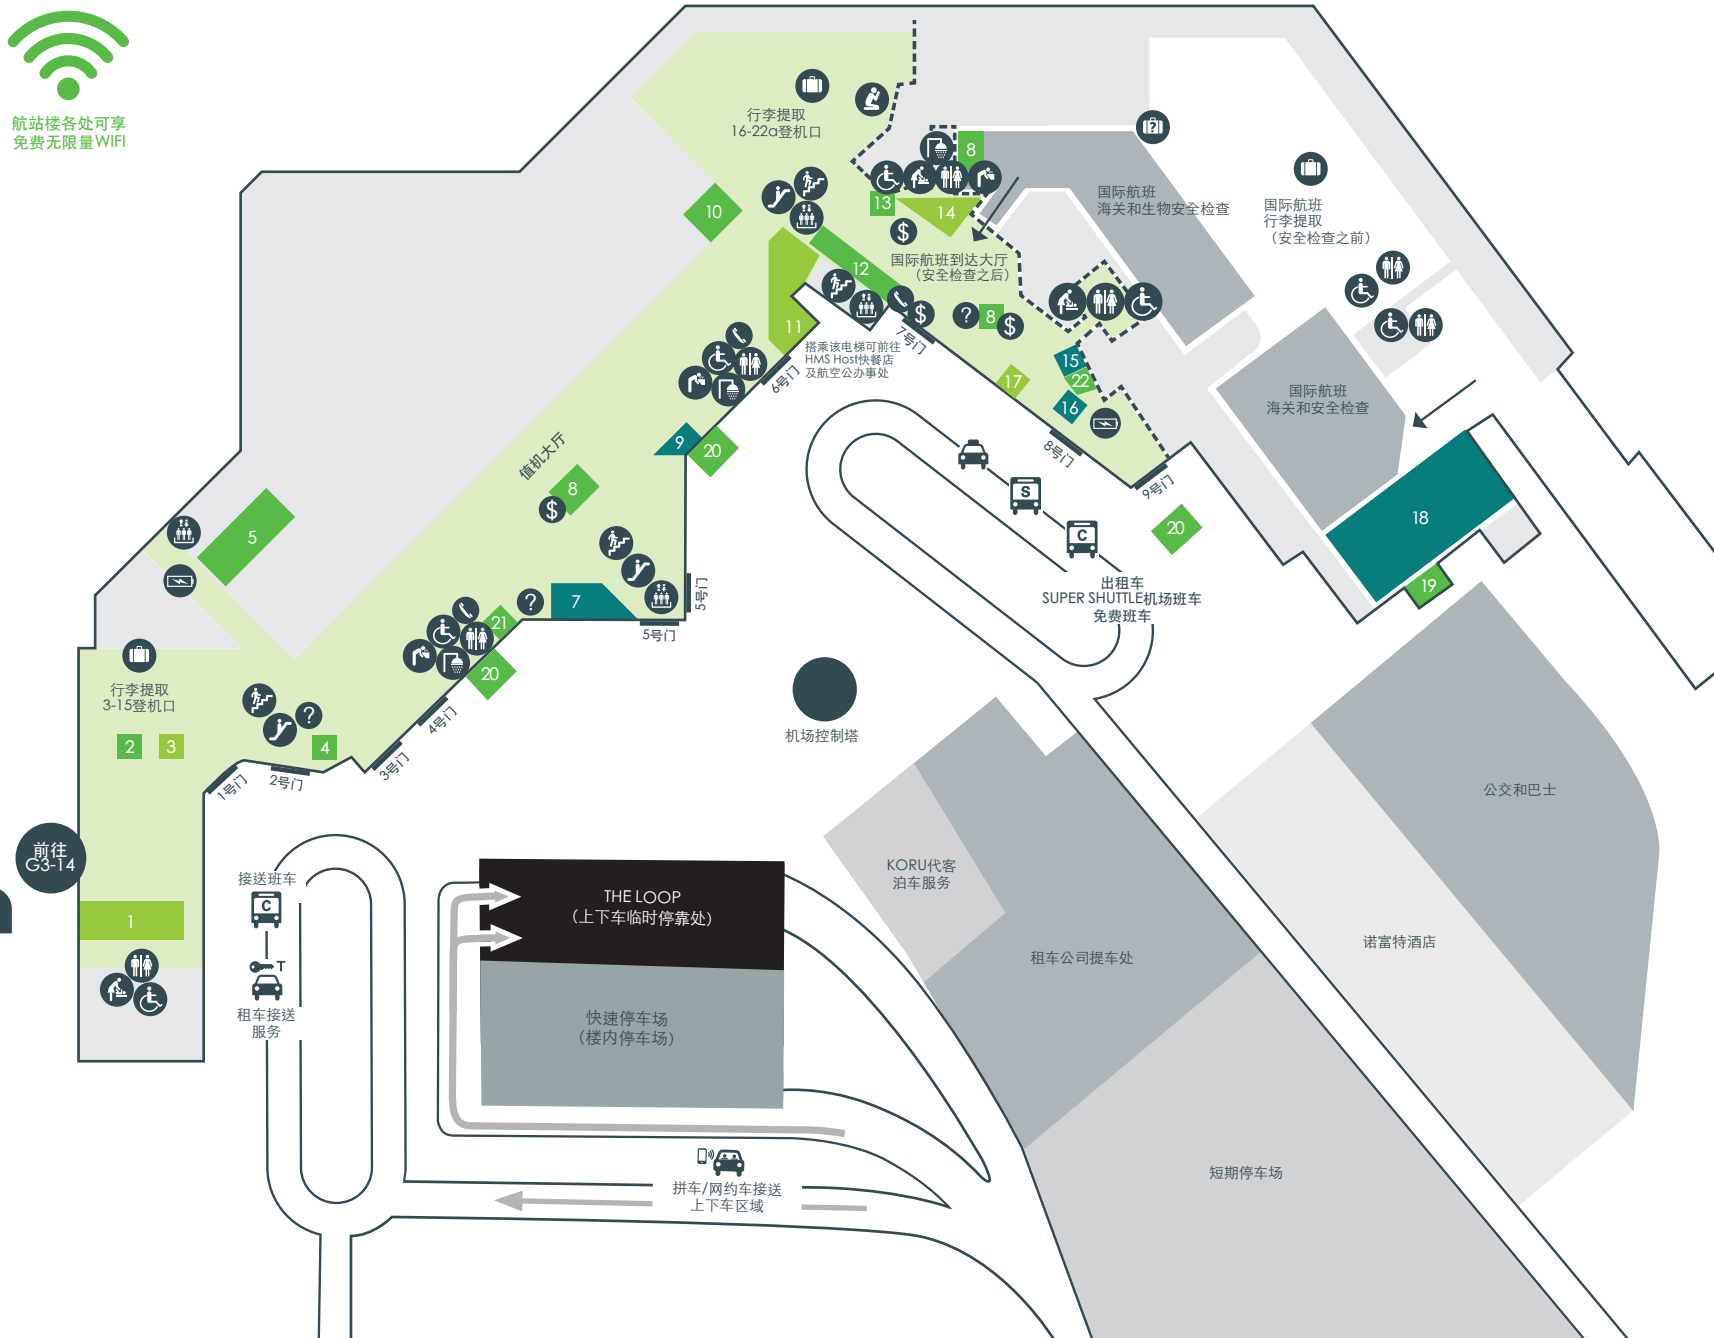 航站楼各处可享
免费无限量WIFI
行李提取
16-22a登机口
10
8
13
14
国际航班
海关和生物安全检查
国际航班
行李提取
（安全检查之前）
$
国际航班到达大厅
（安全检查之后）
12
11
搭乘该电梯可前往
HMS Host快餐店
及航空公办事处
$
7号门
?
8
$
6号门
15
22
17
16
国际航班
海关和安全检查
9
20
值机大厅
8
$
8号门
9号门
S
C
20
18
19
出租车
SUPER SHUTTLE机场班车
免费班车
5
?
7
5号门
5号门
21
20
行李提取
3-15登机口
?
2
3
4
4号门
3号门
2号门
1号门
机场控制塔
前往
G3-14
1
接送班车
C
T
租车接送
服务
THE LOOP
（上下车临时停靠处）
快速停车场
（楼内停车场）
KORU代客
泊车服务
租车公司提车处
公交和巴士
诺富特酒店
短期停车场
拼车/网约车接送
上下车区域